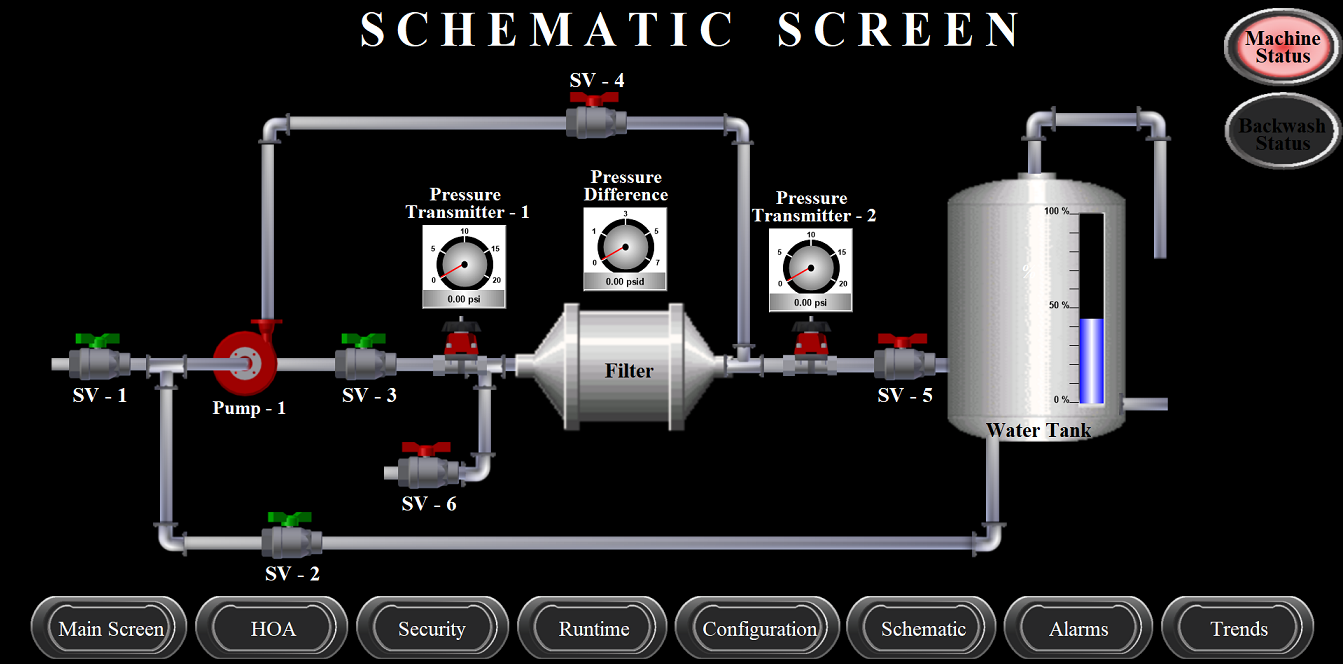 SCHEMATIC SCREEN
Machine
Status
Backwash
Status
SV - 4
Pressure
Transmitter - 1
10
5
15
0
20
0.00 psi
Pressure
Difference
3
1
5
0
7
0.00 psid
Pressure
Transmitter - 2
10
5
15
0
20
0.00 psi
100 %
50 %
0 %
Water Tank
SV - 1
Pump - 1
SV - 3
Filter
SV - 5
SV - 6
SV - 2
Main Screen
HOA
Security
Runtime
Configuration
Schematic
Alarms
Trends